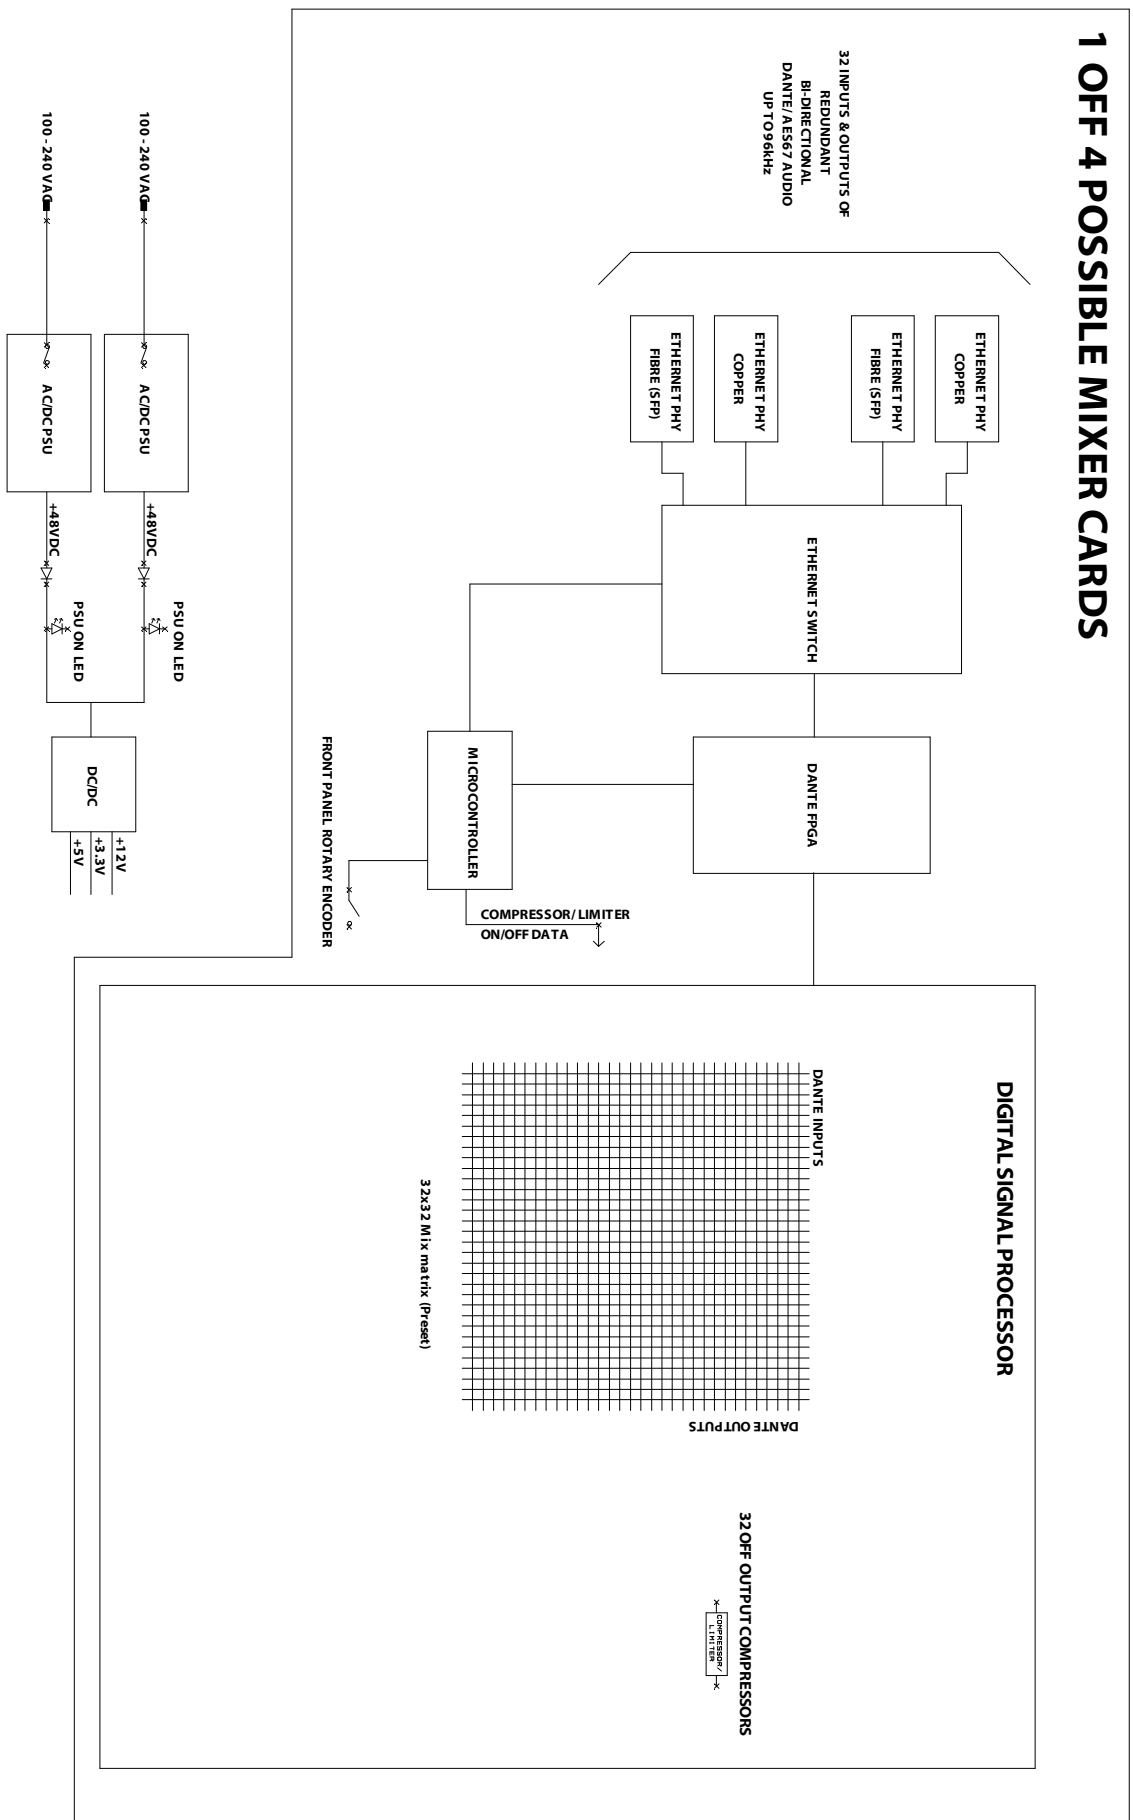 1 OFF 4 POSSIBLE MIXER CARDS
32 INPUTS & OUTPUTS OF
REDUNDANT
BI-DIRECTIONAL
DANTE/AES67 AUDIO
UP TO 96kHz
ETHERNET PHY
COPPER
ETHERNET PHY
FIBRE (SFP)
ETHERNET PHY
COPPER
ETHERNET PHY
FIBRE (SFP)
ETHERNET SWITCH
DANTE FPGA
MICROCONTROLLER
COMPRESSOR/LIMITER
ON/OFF DATA
FRONT PANEL ROTARY ENCODER
DIGITAL SIGNAL PROCESSOR
DANTE INPUTS
DANTE OUTPUTS
32x32 Mix matrix (Preset)
32 OFF OUTPUT COMPRESSORS
COMPRESSOR/
LIMITER
100 - 240 VAC
AC/DC PSU
+48VDC
PSU ON LED
100 - 240 VAC
AC/DC PSU
+48VDC
PSU ON LED
DC/DC
+12V
+3.3V
+5V